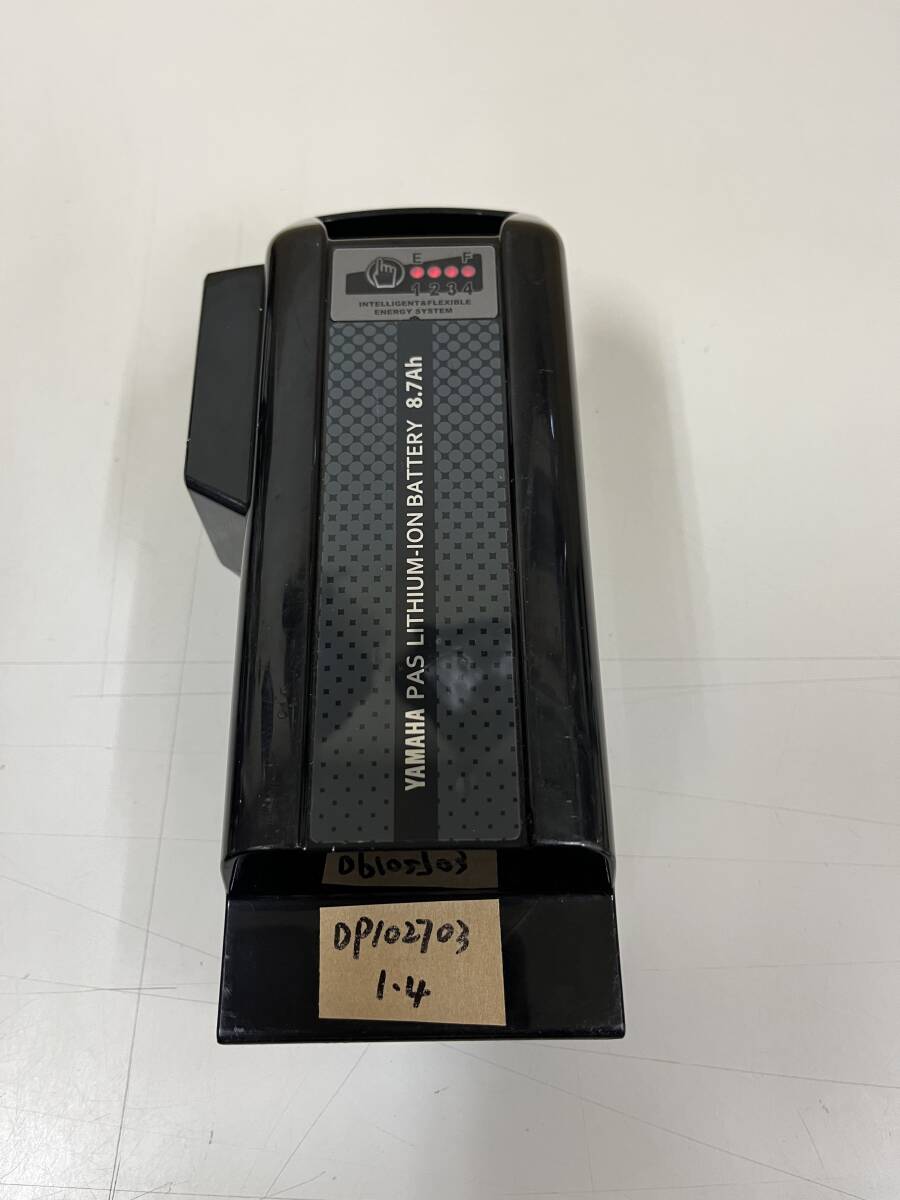 E F
1 2 3 4
INTELLIGENT&FLEXIBLE
ENERGY SYSTEM
YAMAHA PAS LITHIUM-ION BATTERY 8.7Ah
DP102703
1.4